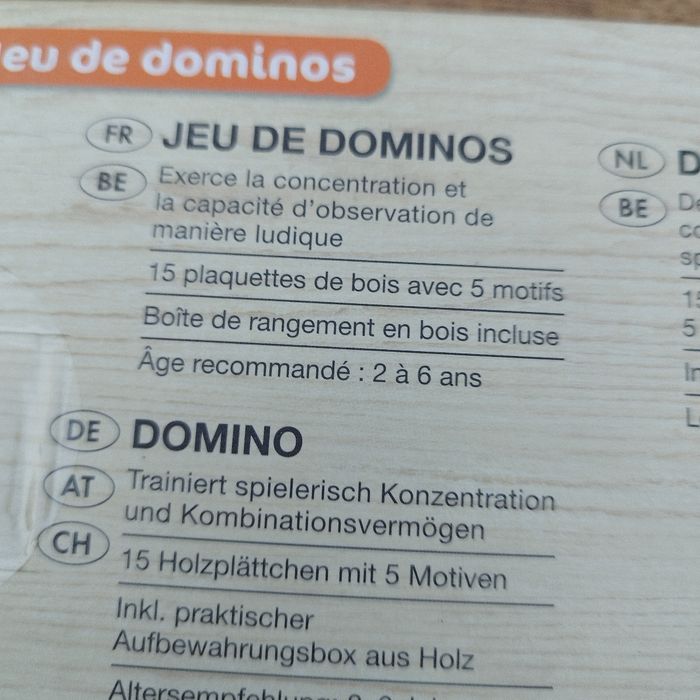 de dominos
FR JEU DE DOMINOS
BE Exerce la concentration et
la capacité d'observation de
manière ludique
15 plaquettes de bois avec 5 motifs
Boîte de rangement en bois incluse
Âge recommandé : 2 à 6 ans
DE DOMINO
AT Trainiert spielerisch Konzentration
und Kombinationsvermögen
CH
15 Holzplättchen mit 5 Motiven
Inkl. praktischer
Aufbewahrungsbox aus Holz
NL
BE
5